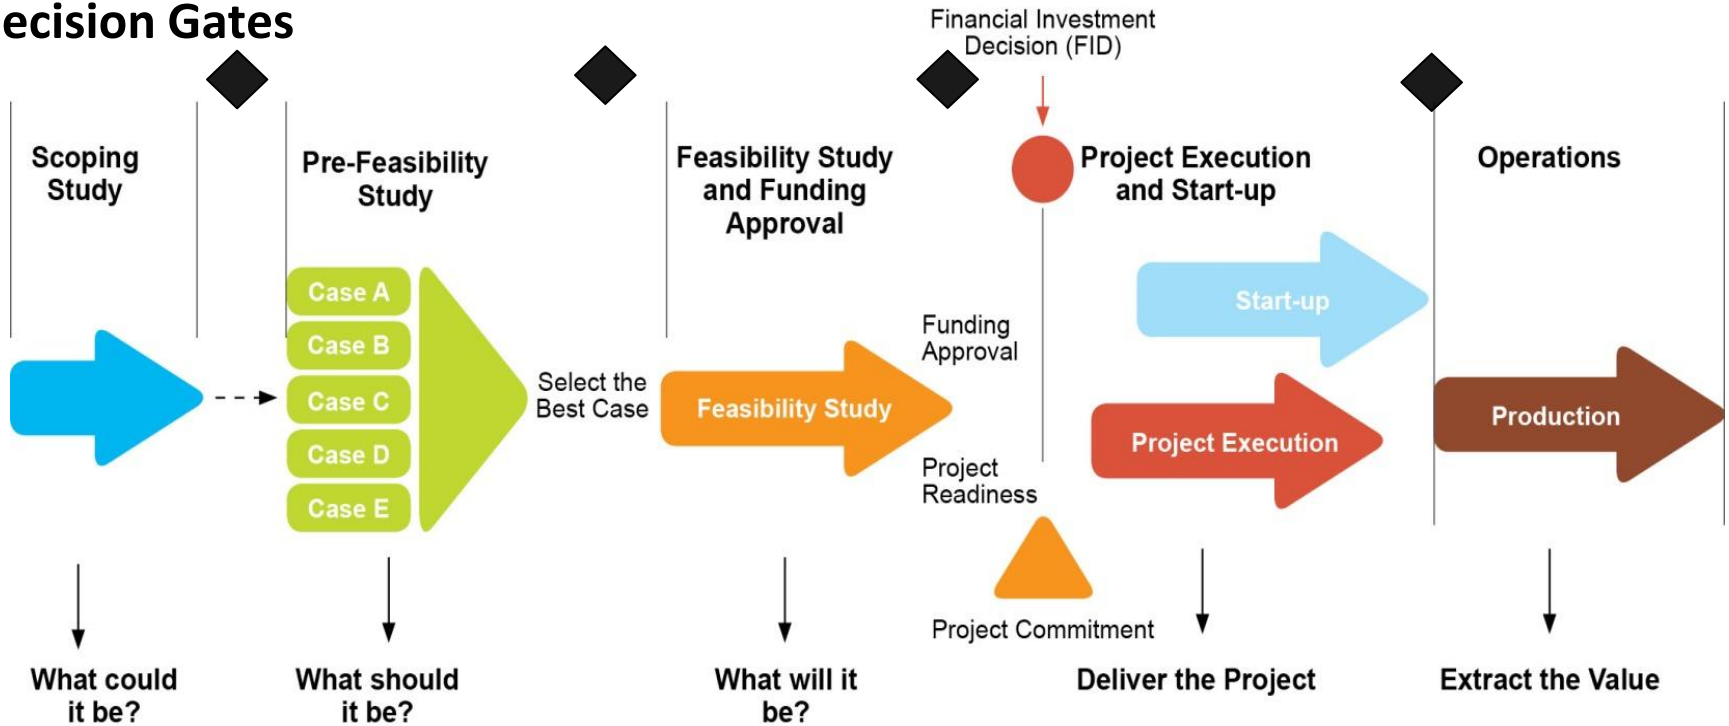 ecision Gates
Financial Investment
Decision (FID)
Scoping
Study
Pre-Feasibility
Study
Feasibility Study
and Funding
Approval
Project Execution
and Start-up
Operations
Case A
Case B
Case C
Case D
Case E
Select the
Best Case
Feasibility Study
Funding
Approval
Project
Readiness
Start-up
Project Execution
Production
Project Commitment
What could
it be?
What should
it be?
What will it
be?
Deliver the Project
Extract the Value